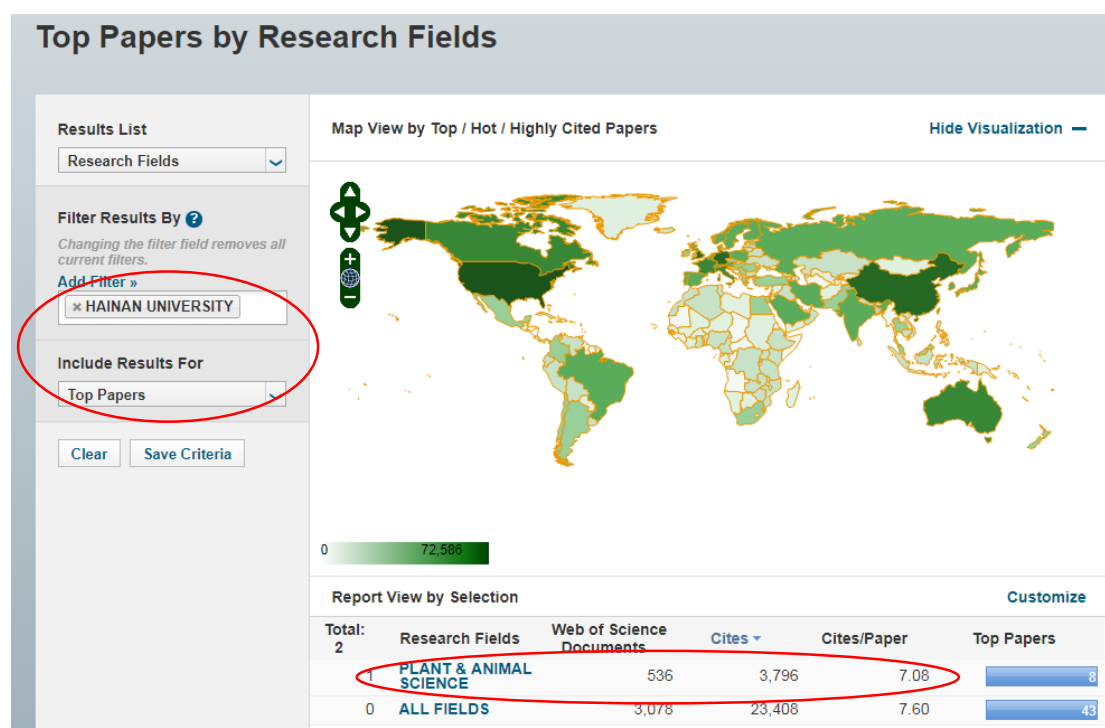 Top Papers by Research Fields
Results List
Research Fields
Filter Results By ?
Changing the filter field removes all
current filters.
Add Filter »
× HAINAN UNIVERSITY
Include Results For
Top Papers
Clear Save Criteria
Map View by Top / Hot / Highly Cited Papers Hide Visualization −
0 72,586
Report View by Selection Customize
Total: 2 Research Fields Web of Science Documents Cites Cites/Paper Top Papers
1 PLANT & ANIMAL SCIENCE 536 3,796 7.08 8
0 ALL FIELDS 3,078 23,408 7.60 43